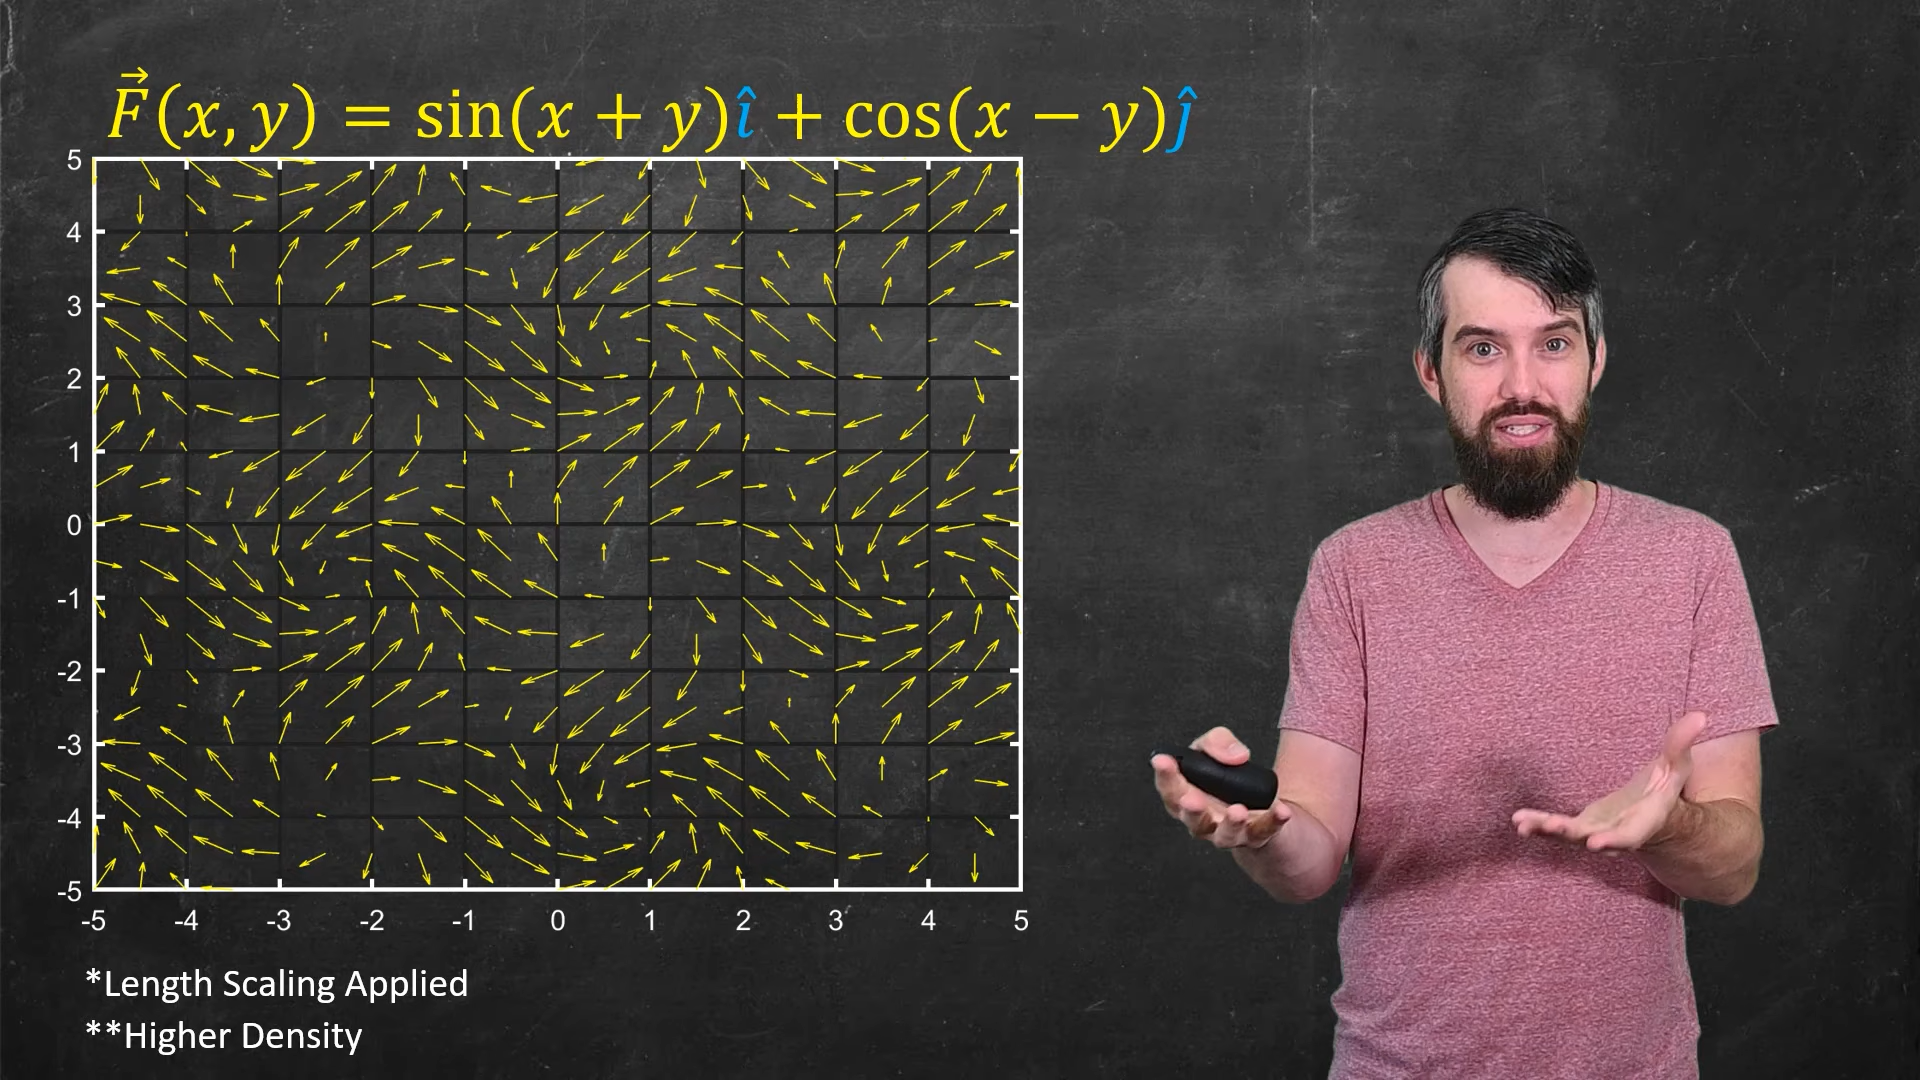 F⃗(x, y) = sin(x + y)î + cos(x − y)ĵ
5
4
3
2
1
0
-1
-2
-3
-4
-5
-5 -4 -3 -2 -1 0 1 2 3 4 5
*Length Scaling Applied
**Higher Density